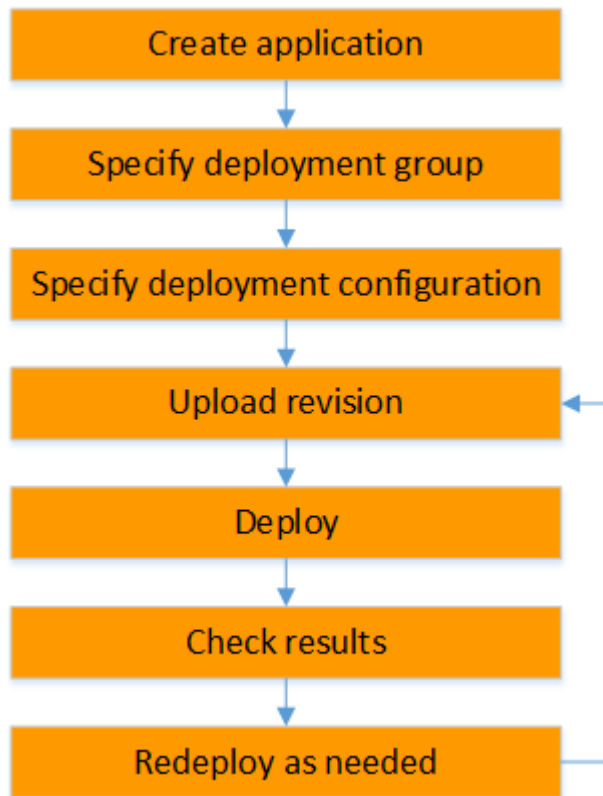 Create application
Specify deployment group
Specify deployment configuration
Upload revision
Deploy
Check results
Redeploy as needed